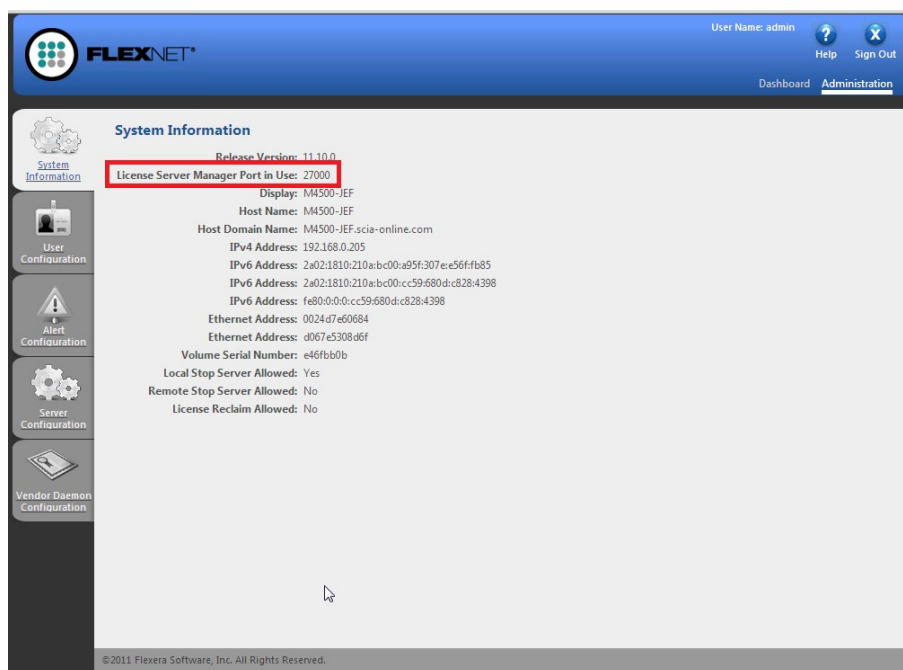 User Name: admin
FLEXNET
Help
Sign Out
Dashboard Administration
System
Information
User
Configuration
Alert
Configuration
Server
Configuration
Vendor Daemon
Configuration
System Information
Release Version: 11.10.0
License Server Manager Port in Use: 27000
Display: M4500-JEF
Host Name: M4500-JEF
Host Domain Name: M4500-JEF.scia-online.com
IPv4 Address: 192.168.0.205
IPv6 Address: 2a02:1810:210a:bc00:a95f:307e:e56f:fb85
IPv6 Address: 2a02:1810:210a:bc00:cc59:680d:c828:4398
IPv6 Address: fe80:0:0:0:cc59:680d:c828:4398
Ethernet Address: 0024d7e60684
Ethernet Address: d067e5308d6f
Volume Serial Number: e46fbb0b
Local Stop Server Allowed: Yes
Remote Stop Server Allowed: No
License Reclaim Allowed: No
©2011 Flexera Software, Inc. All Rights Reserved.